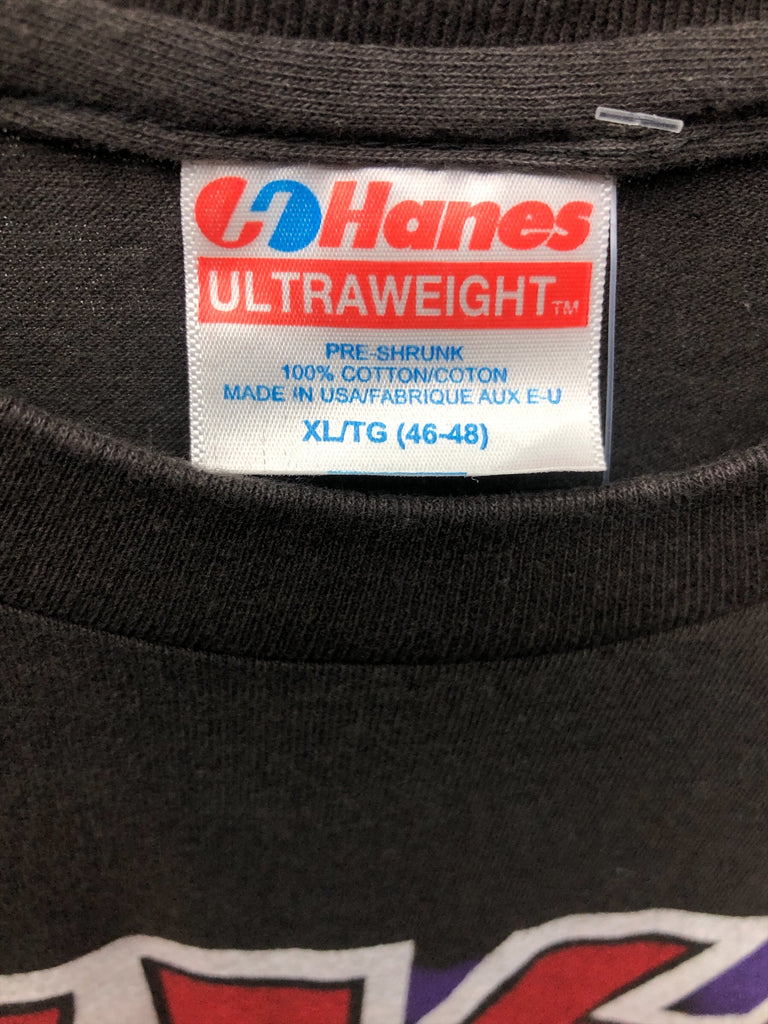 Hanes
ULTRAWEIGHT™
PRE-SHRUNK
100% COTTON/COTON
MADE IN USA/FABRIQUE AUX E-U
XL/TG (46-48)